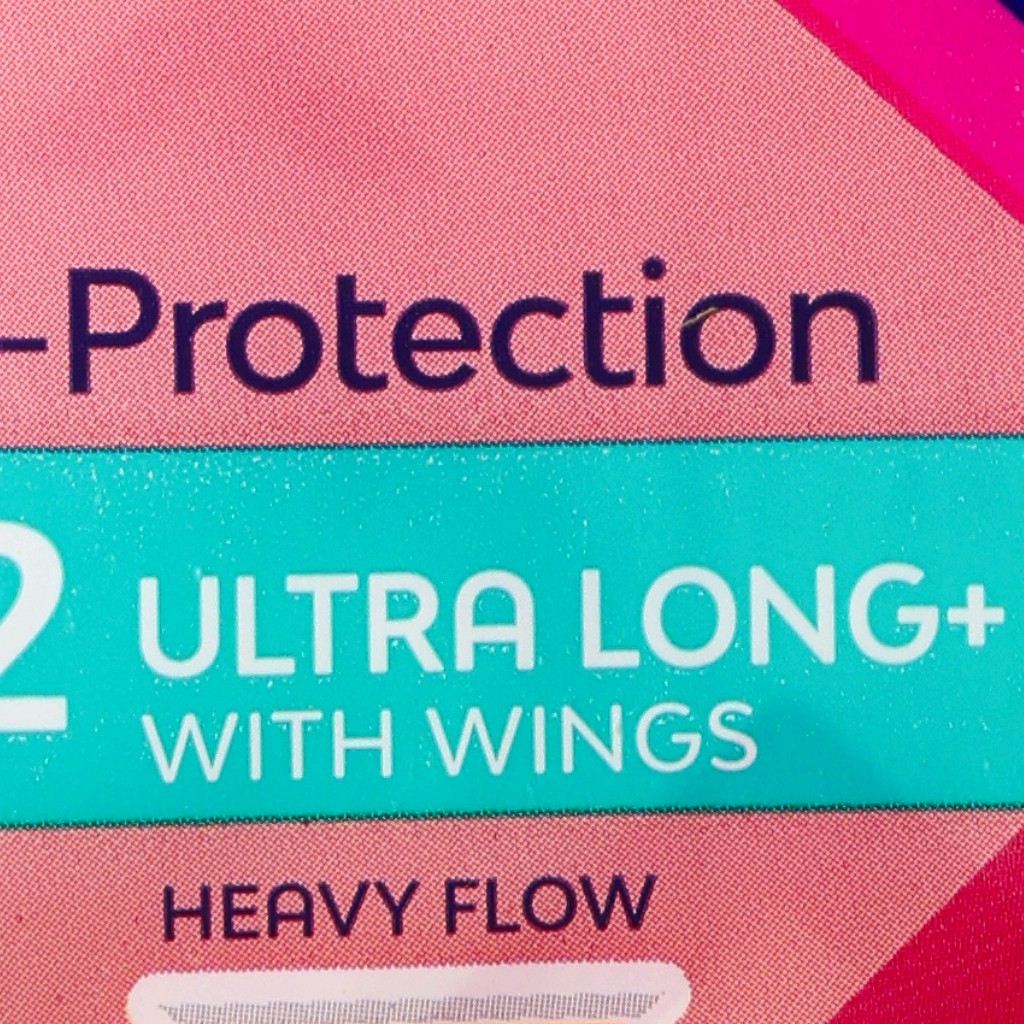 -Protection
2 ULTRA LONG+
WITH WINGS
HEAVY FLOW